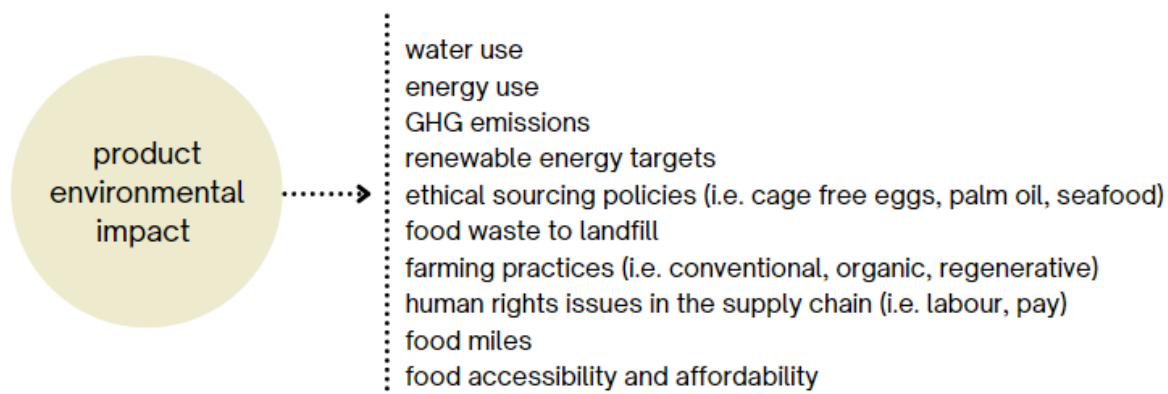 product
environmental
impact
water use
energy use
GHG emissions
renewable energy targets
ethical sourcing policies (i.e. cage free eggs, palm oil, seafood)
food waste to landfill
farming practices (i.e. conventional, organic, regenerative)
human rights issues in the supply chain (i.e. labour, pay)
food miles
food accessibility and affordability